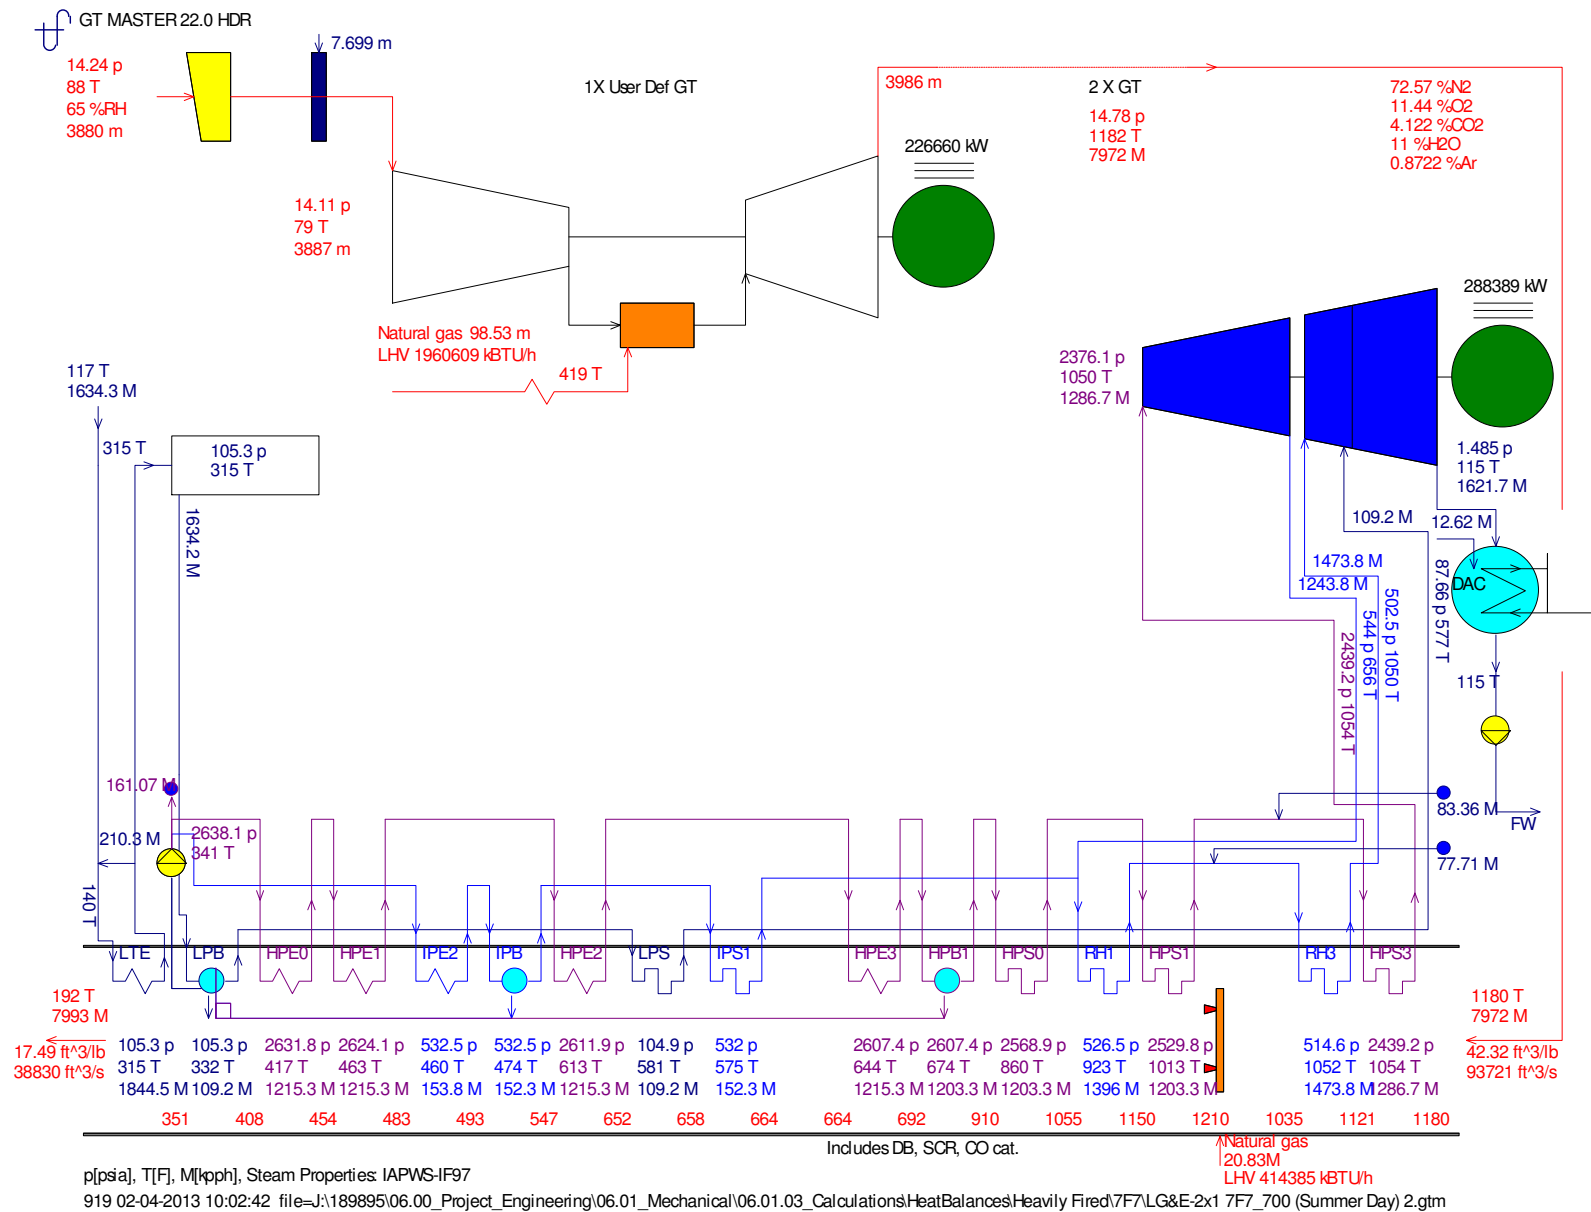 GT MASTER 22.0 HDR
7.699 m
14.24 p
88 T
65 %RH
3880 m
1X User Def GT
3986 m
2 X GT
14.78 p
1182 T
7972 M
72.57 %N2
11.44 %O2
4.122 %CO2
11 %H2O
0.8722 %Ar
226660 kW
14.11 p
79 T
3887 m
288389 kW
Natural gas 98.53 m
LHV 1960609 kBTU/h
419 T
2376.1 p
1050 T
1286.7 M
117 T
1634.3 M
315 T
105.3 p
315 T
1.485 p
115 T
1621.7 M
1634.2 M
109.2 M
12.62 M
1473.8 M
1243.8 M
DAC
87.66 p 577 T
502.5 p 1050 T
544 p 656 T
2439.2 p 1054 T
115 T
161.07 M
83.36 M
FW
210.3 M
2638.1 p
341 T
77.71 M
140 T
LTE
LPB
HPE0
HPE1
IPE2
IPB
HPE2
LPS
IPS1
HPE3
HPB1
HPS0
RH1
HPS1
RH3
HPS3
192 T
7993 M
1180 T
7972 M
17.49 ft^3/lb
38830 ft^3/s
42.32 ft^3/lb
93721 ft^3/s
105.3 p 105.3 p 2631.8 p 2624.1 p 532.5 p 532.5 p 2611.9 p 104.9 p 532 p 2607.4 p 2607.4 p 2568.9 p 526.5 p 2529.8 p 514.6 p 2439.2 p
315 T 332 T 417 T 463 T 460 T 474 T 613 T 581 T 575 T 644 T 674 T 860 T 923 T 1013 T 1052 T 1054 T
1844.5 M 109.2 M 1215.3 M 1215.3 M 153.8 M 152.3 M 1215.3 M 109.2 M 152.3 M 1215.3 M 1203.3 M 1203.3 M 1396 M 1203.3 M 1473.8 M 286.7 M
351 408 454 483 493 547 652 658 664 664 692 910 1055 1150 1210 1035 1121 1180
Includes DB, SCR, CO cat.
Natural gas
20.83M
LHV 414385 kBTU/h
p[psia], T[F], M[kpph], Steam Properties: IAPWS-IF97
919 02-04-2013 10:02:42 file=J:\189895\06.00_Project_Engineering\06.01_Mechanical\06.01.03_Calculations\HeatBalances\Heavily Fired\7F7\LG&E-2x1 7F7_700 (Summer Day) 2.gtm